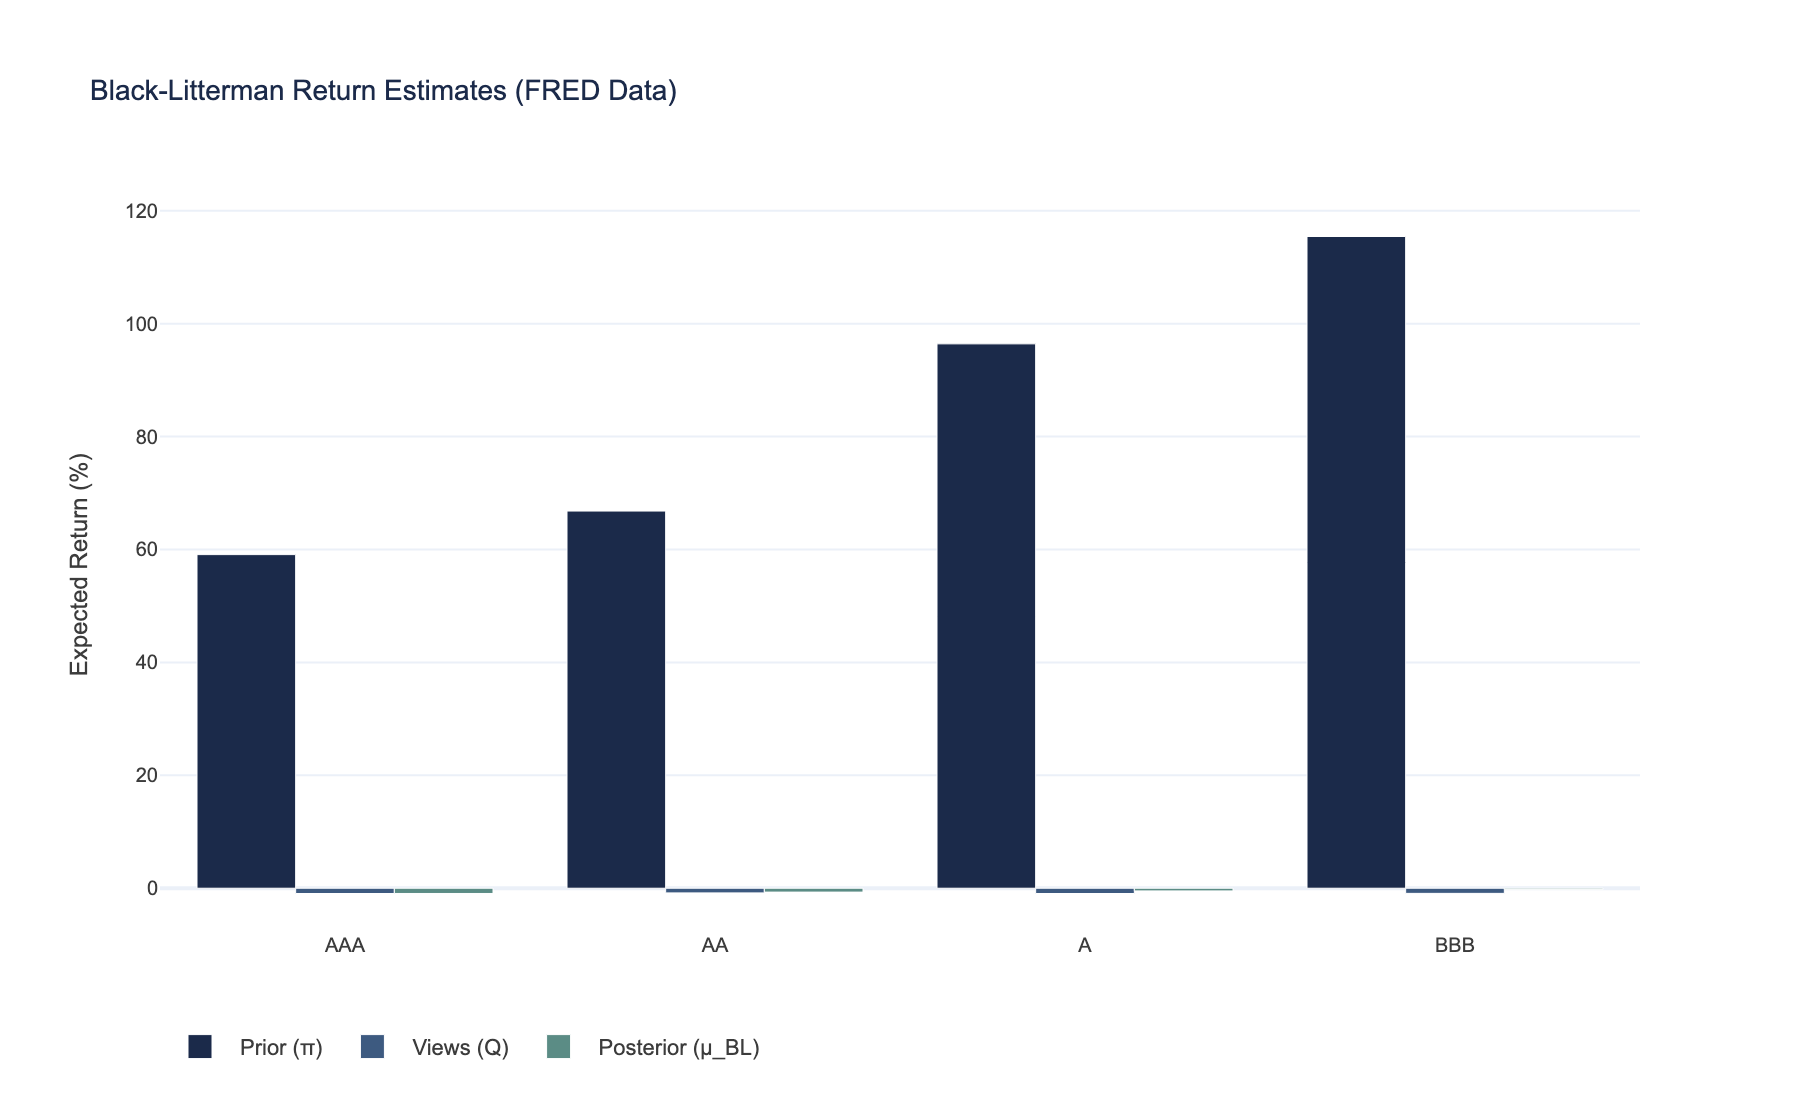 Black-Litterman Return Estimates (FRED Data)
Expected Return (%)
120
100
80
60
40
20
0
AAA
AA
A
BBB
Prior (π)
Views (Q)
Posterior (μ_BL)